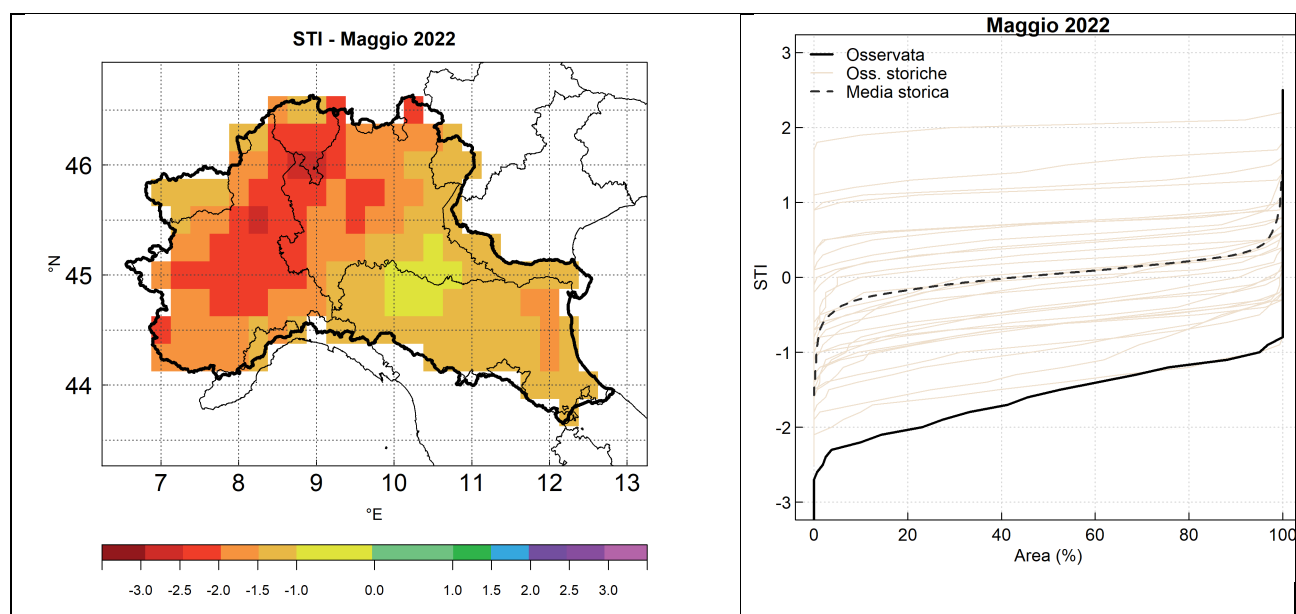 STI - Maggio 2022
°N
46
45
44
7 8 9 10 11 12 13
°E
-3.0 -2.5 -2.0 -1.5 -1.0 0.0 1.0 1.5 2.0 2.5 3.0
Maggio 2022
Osservata
Oss. storiche
Media storica
STI
3
2
1
0
-1
-2
-3
0 20 40 60 80 100
Area (%)